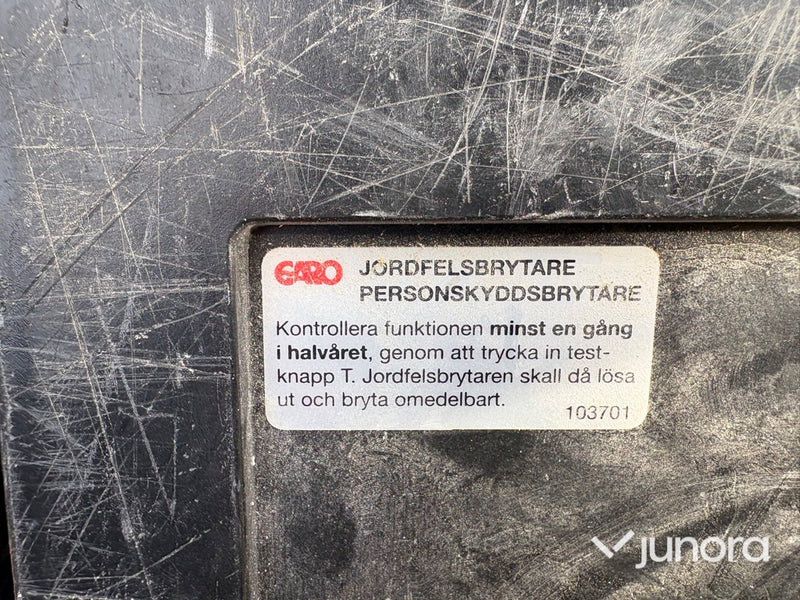 GARO JORDFELSBRYTARE
PERSONSKYDDSBRYTARE
Kontrollera funktionen minst en gång
i halvåret, genom att trycka in test-
knapp T. Jordfelsbrytaren skall då lösa
ut och bryta omedelbart.
103701
junora